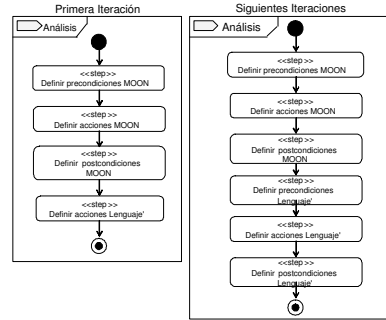 Primera Iteración
Análisis
<<step>>
Definir precondiciones MOON
<<step>>
Definir acciones MOON
<<step>>
Definir postcondiciones
MOON
<<step>>
Definir acciones Lenguaje'
Siguientes Iteraciones
Análisis
<<step>>
Definir precondiciones MOON
<<step>>
Definir acciones MOON
<<step>>
Definir postcondiciones
MOON
<<step>>
Definir precondiciones
Lenguaje'
<<step>>
Definir acciones Lenguaje'
<<step>>
Definir postcondiciones
Lenguaje'